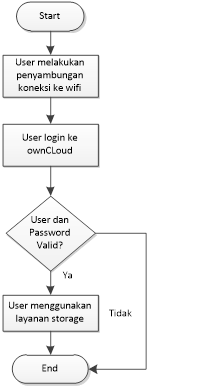 Start
User melakukan
penyambungan
koneksi ke wifi
User login ke
ownCLoud
User dan
Password
Valid?
Ya
User menggunakan
layanan storage
Tidak
End